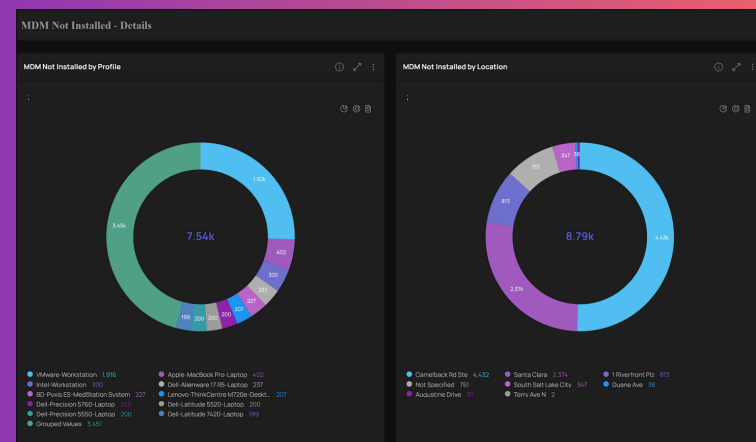 MDM Not Installed - Details
MDM Not Installed by Profile
;
1.92k
402
300
237
227
207
200
200
200
199
3.45k
7.54k
VMware-Workstation 1.916
Apple-MacBook Pro-Laptop 402
Intel-Workstation 300
Dell-Alienware 17 R5-Laptop 237
BD-Pyxis ES-MedStation System 227
Lenovo-ThinkCentre M720e-Deskt... 207
Dell-Precision 5760-Laptop 200
Dell-Latitude 5520-Laptop 200
Dell-Precision 5550-Laptop 200
Dell-Latitude 7420-Laptop 199
Grouped Values 3.451
MDM Not Installed by Location
;
4.43k
2.37k
813
751
347
38
8.79k
Camelback Rd Ste 4,432
Santa Clara 2,374
1 Riverfront Plz 813
Not Specified 751
South Salt Lake City 347
Duane Ave 38
Augustine Drive 30
Terry Ave N 2